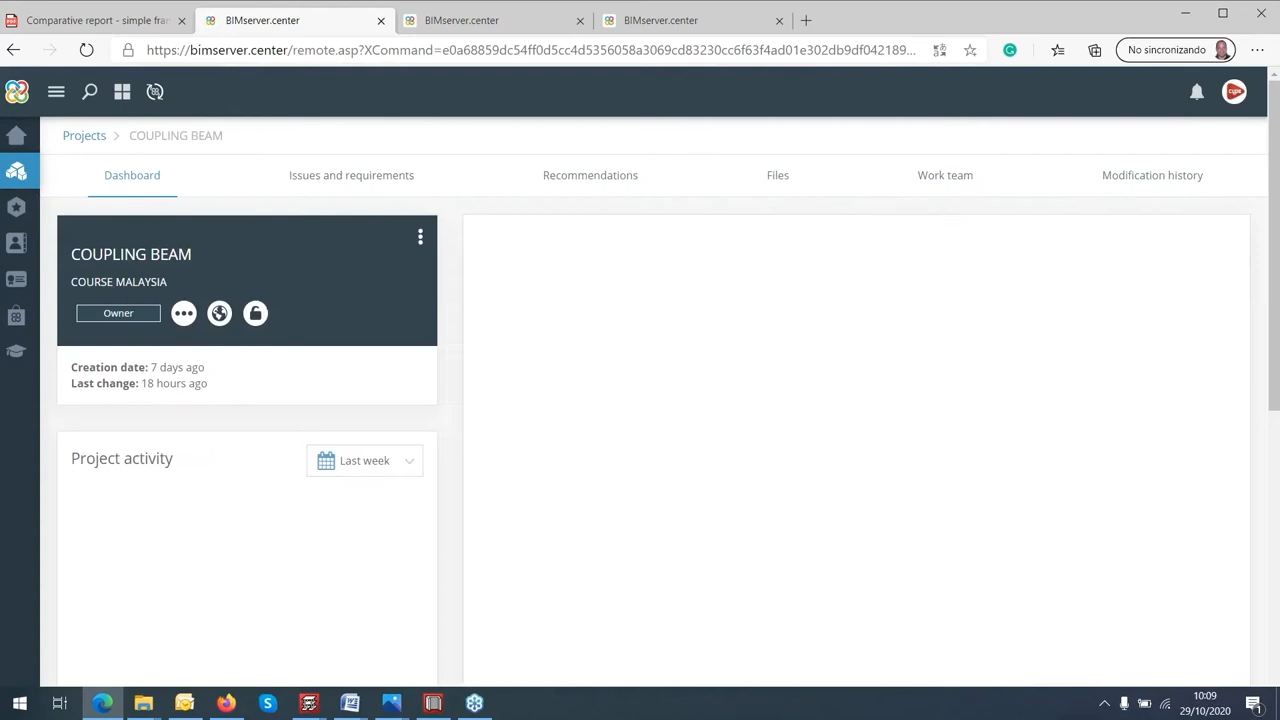 Comparative report - simple fra
BIMserver.center
BIMserver.center
BIMserver.center
https://bimserver.center/remote.asp?XCommand=e0a68859dc54ff0d5cc4d5356058a3069cd83230cc6f63f4ad01e302db9df042189...
No sincronizando
cype
Projects > COUPLING BEAM
Dashboard
Issues and requirements
Recommendations
Files
Work team
Modification history
COUPLING BEAM
COURSE MALAYSIA
Owner
Creation date: 7 days ago
Last change: 18 hours ago
Project activity
Last week
10:09
29/10/2020
1